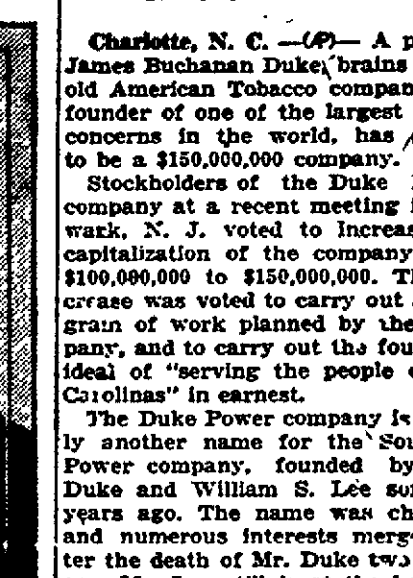 Charlotte, N. C. —(AP)— A p
James Buchanan Duke, brains
old American Tobacco compan
founder of one of the largest
concerns in the world, has
to be a $150,000,000 company.
Stockholders of the Duke
company at a recent meeting i
wark, N. J. voted to increas
capitalization of the company
$100,000,000 to $150,000,000. Th
crease was voted to carry out
gram of work planned by the
pany, and to carry out the fou
ideal of "serving the people
Carolinas" in earnest.
The Duke Power company is
ly another name for the Sou
Power company, founded by
Duke and William S. Lee som
years ago. The name was ch
and numerous interests merg
ter the death of Mr. Duke two